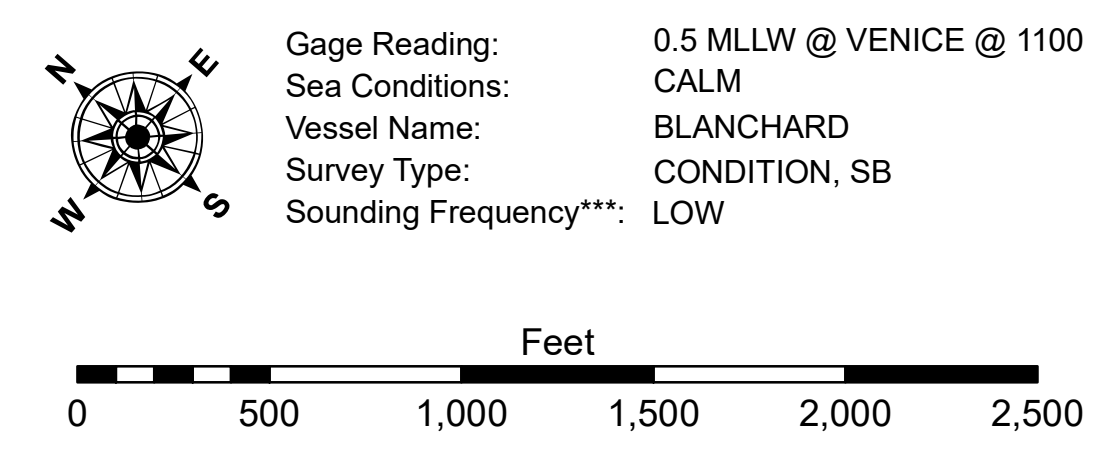 N E
W S
Gage Reading: 0.5 MLLW @ VENICE @ 1100
Sea Conditions: CALM
Vessel Name: BLANCHARD
Survey Type: CONDITION, SB
Sounding Frequency***: LOW
Feet
0 500 1,000 1,500 2,000 2,500